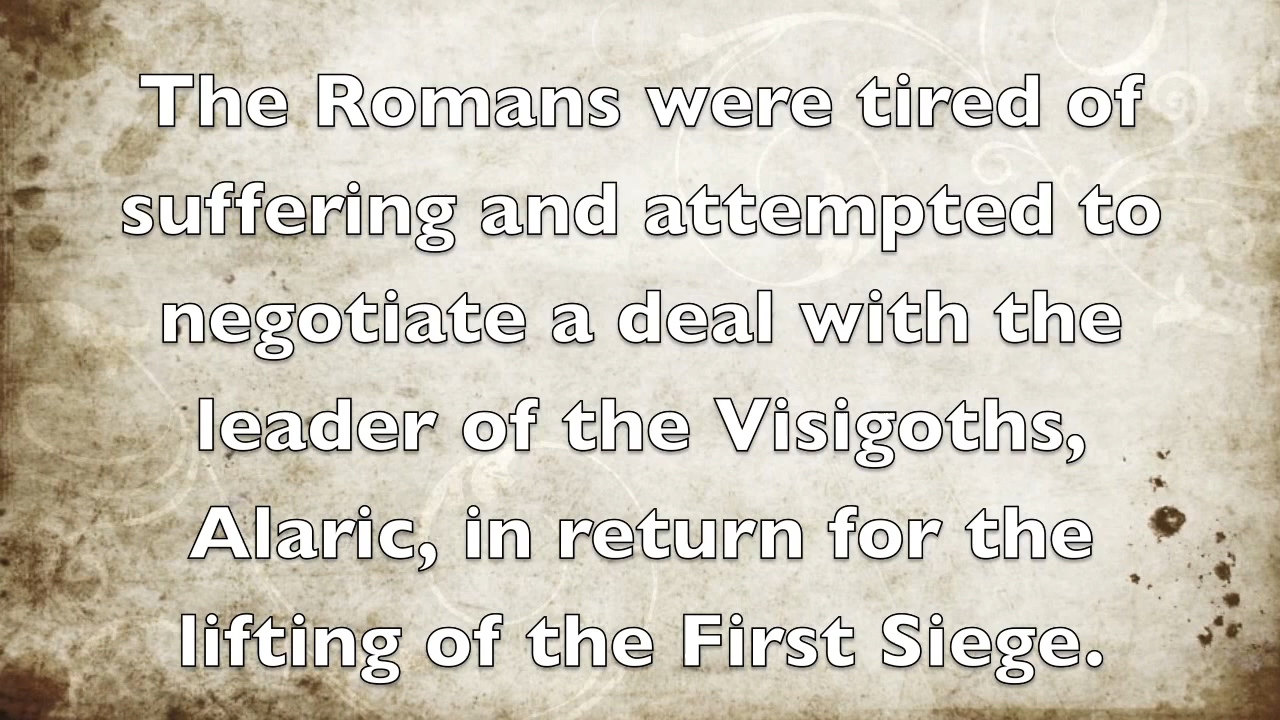 The Romans were tired of
suffering and attempted to
negotiate a deal with the
leader of the Visigoths,
Alaric, in return for the
lifting of the First Siege.